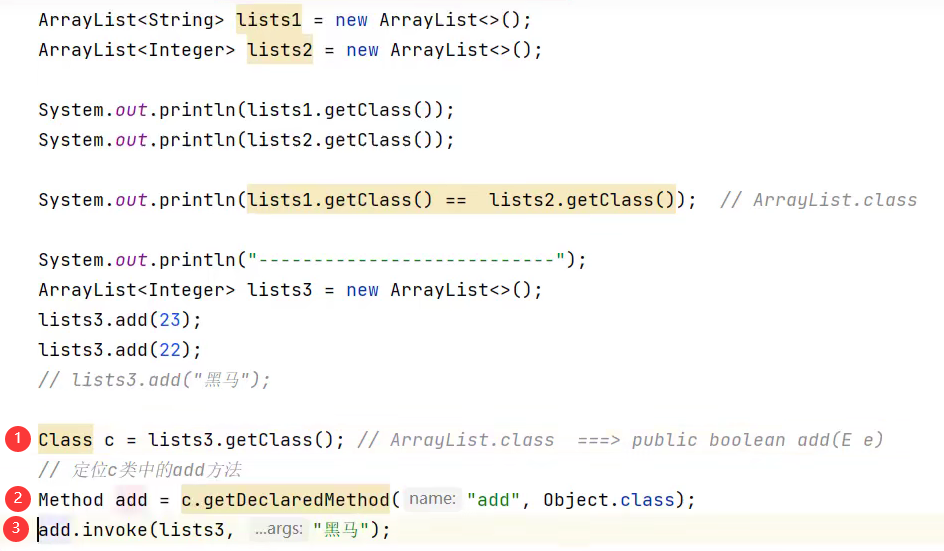 ArrayList<String> lists1 = new ArrayList<>();
ArrayList<Integer> lists2 = new ArrayList<>();
System.out.println(lists1.getClass());
System.out.println(lists2.getClass());
System.out.println(lists1.getClass() ==  lists2.getClass());  // ArrayList.class
System.out.println("---------------------------");
ArrayList<Integer> lists3 = new ArrayList<>();
lists3.add(23);
lists3.add(22);
// lists3.add("黑马");
1 Class c = lists3.getClass(); // ArrayList.class  ===> public boolean add(E e)
// 定位c类中的add方法
2 Method add = c.getDeclaredMethod( name: "add", Object.class);
3 add.invoke(lists3, ...args: "黑马");